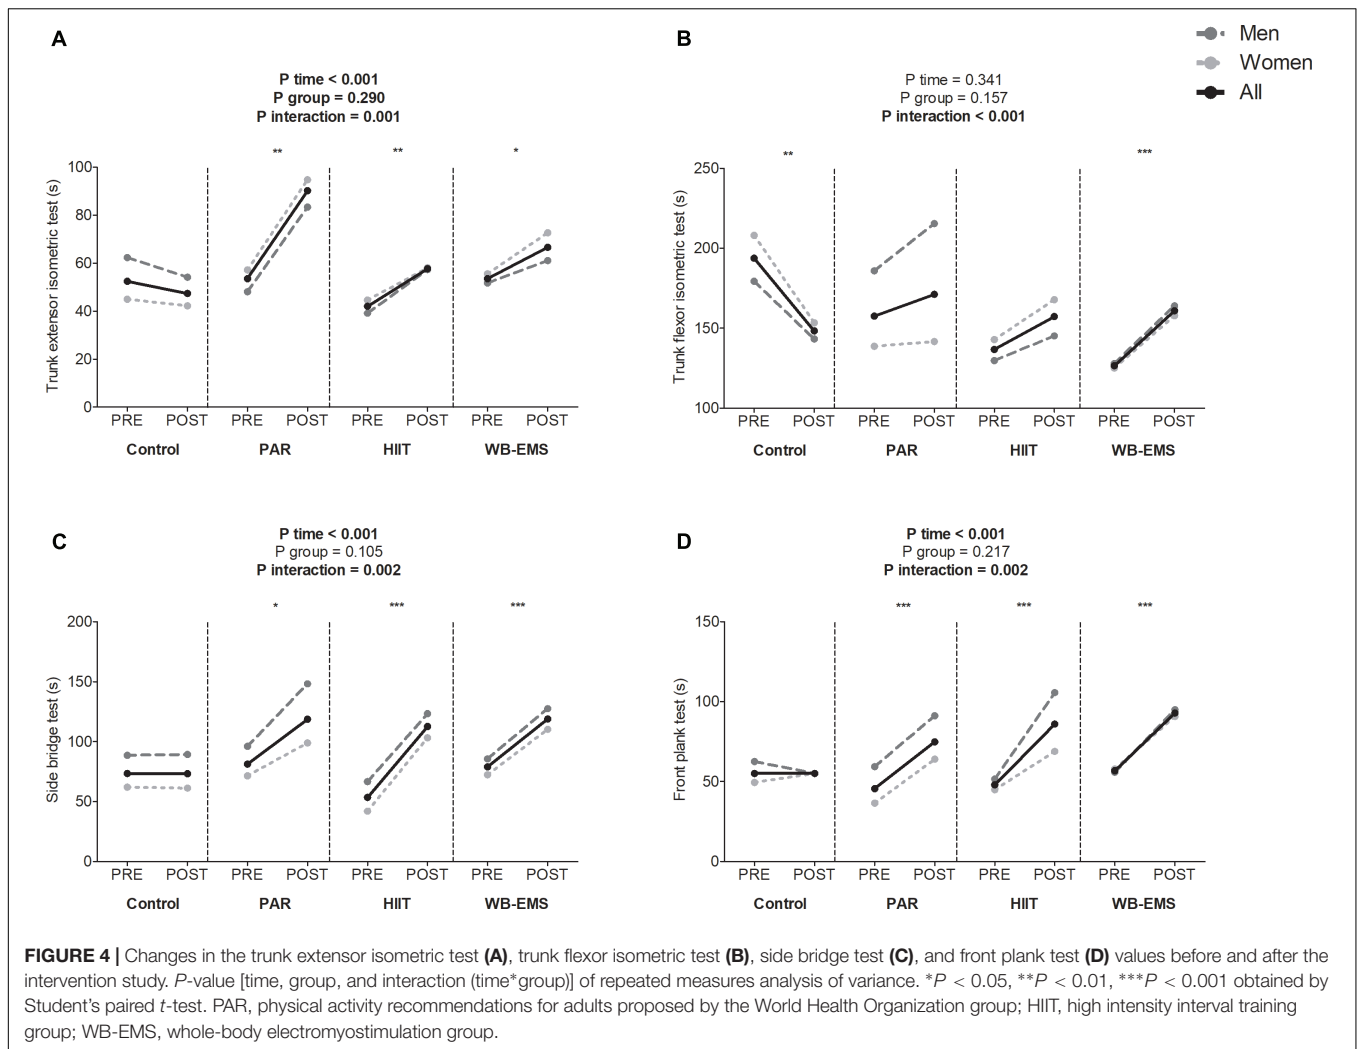 A
P time < 0.001
P group = 0.290
P interaction = 0.001
** ** *
Trunk extensor isometric test (s)
100
80
60
40
20
0
PRE POST PRE POST PRE POST PRE POST
Control PAR HIIT WB-EMS
B
P time = 0.341
P group = 0.157
P interaction < 0.001
Men
Women
All
** ***
Trunk flexor isometric test (s)
250
200
150
100
PRE POST PRE POST PRE POST PRE POST
Control PAR HIIT WB-EMS
C
P time < 0.001
P group = 0.105
P interaction = 0.002
* *** ***
Side bridge test (s)
200
150
100
50
0
PRE POST PRE POST PRE POST PRE POST
Control PAR HIIT WB-EMS
D
P time < 0.001
P group = 0.217
P interaction = 0.002
*** *** ***
Front plank test (s)
150
100
50
0
PRE POST PRE POST PRE POST PRE POST
Control PAR HIIT WB-EMS
FIGURE 4 | Changes in the trunk extensor isometric test (A), trunk flexor isometric test (B), side bridge test (C), and front plank test (D) values before and after the
intervention study. P-value [time, group, and interaction (time*group)] of repeated measures analysis of variance. *P < 0.05, **P < 0.01, ***P < 0.001 obtained by
Student's paired t-test. PAR, physical activity recommendations for adults proposed by the World Health Organization group; HIIT, high intensity interval training
group; WB-EMS, whole-body electromyostimulation group.